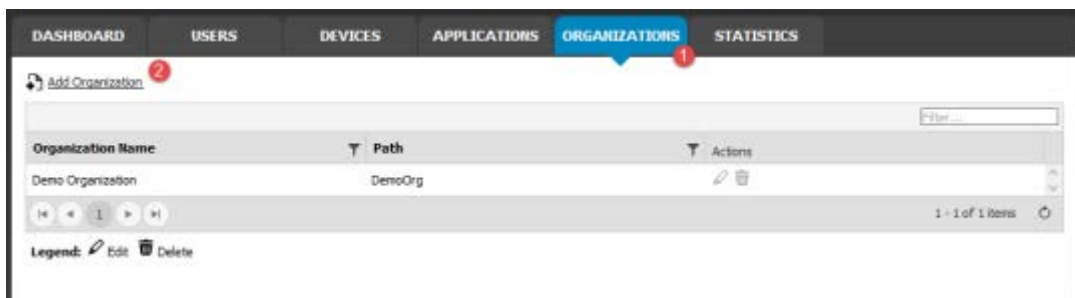 DASHBOARD USERS DEVICES APPLICATIONS ORGANIZATIONS STATISTICS
1
Add Organization 2
Filter ...
Organization Name Path Actions
Demo Organization DemoOrg
1 1 - 1 of 1 items
Legend: Edit Delete